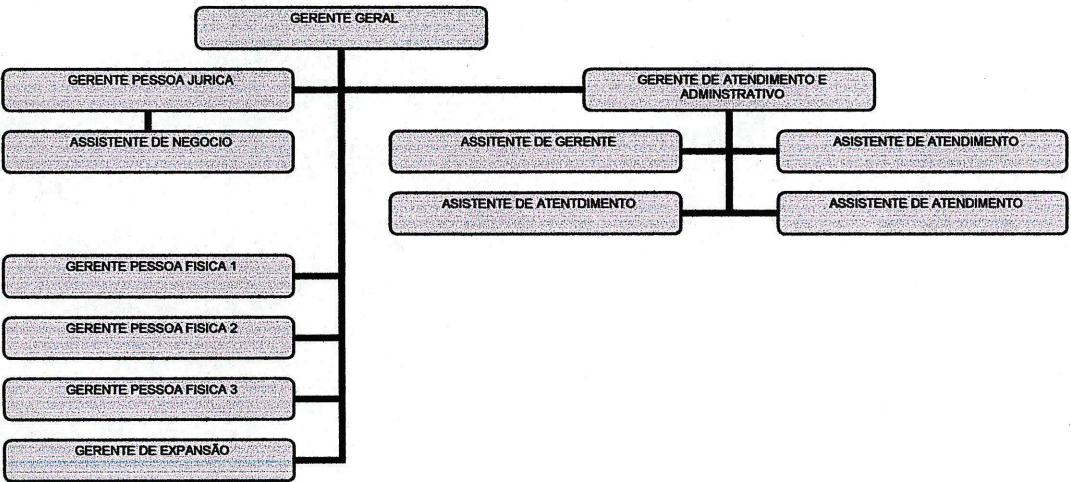 GERENTE GERAL
GERENTE PESSOA JURICA
GERENTE DE ATENDIMENTO E
ADMINSTRATIVO
ASSISTENTE DE NEGOCIO
ASSITENTE DE GERENTE
ASISTENTE DE ATENDIMENTO
ASISTENTE DE ATENTDIMENTO
ASSISTENTE DE ATENDIMENTO
GERENTE PESSOA FISICA 1
GERENTE PESSOA FISICA 2
GERENTE PESSOA FISICA 3
GERENTE DE EXPANSÃO